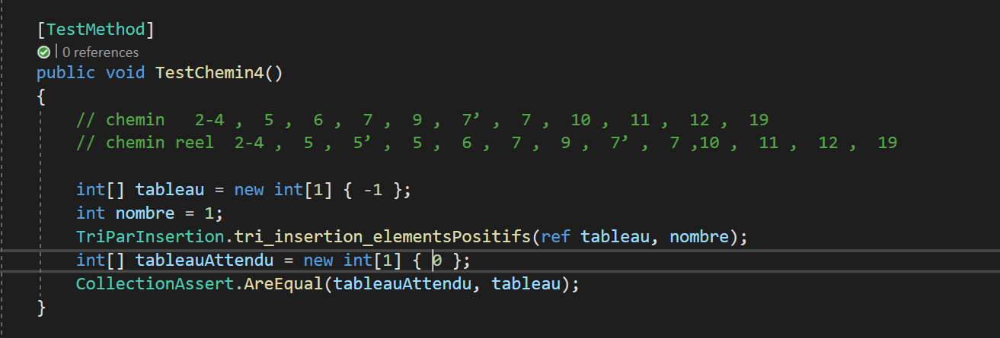 [TestMethod]
0 references
public void TestChemin4()
{
// chemin 2-4 , 5 , 6 , 7 , 9 , 7’ , 7 , 10 , 11 , 12 , 19
// chemin reel 2-4 , 5 , 5’ , 5 , 6 , 7 , 9 , 7’ , 7 ,10 , 11 , 12 , 19
int[] tableau = new int[1] { -1 };
int nombre = 1;
TriParInsertion.tri_insertion_elementsPositifs(ref tableau, nombre);
int[] tableauAttendu = new int[1] { 0 };
CollectionAssert.AreEqual(tableauAttendu, tableau);
}